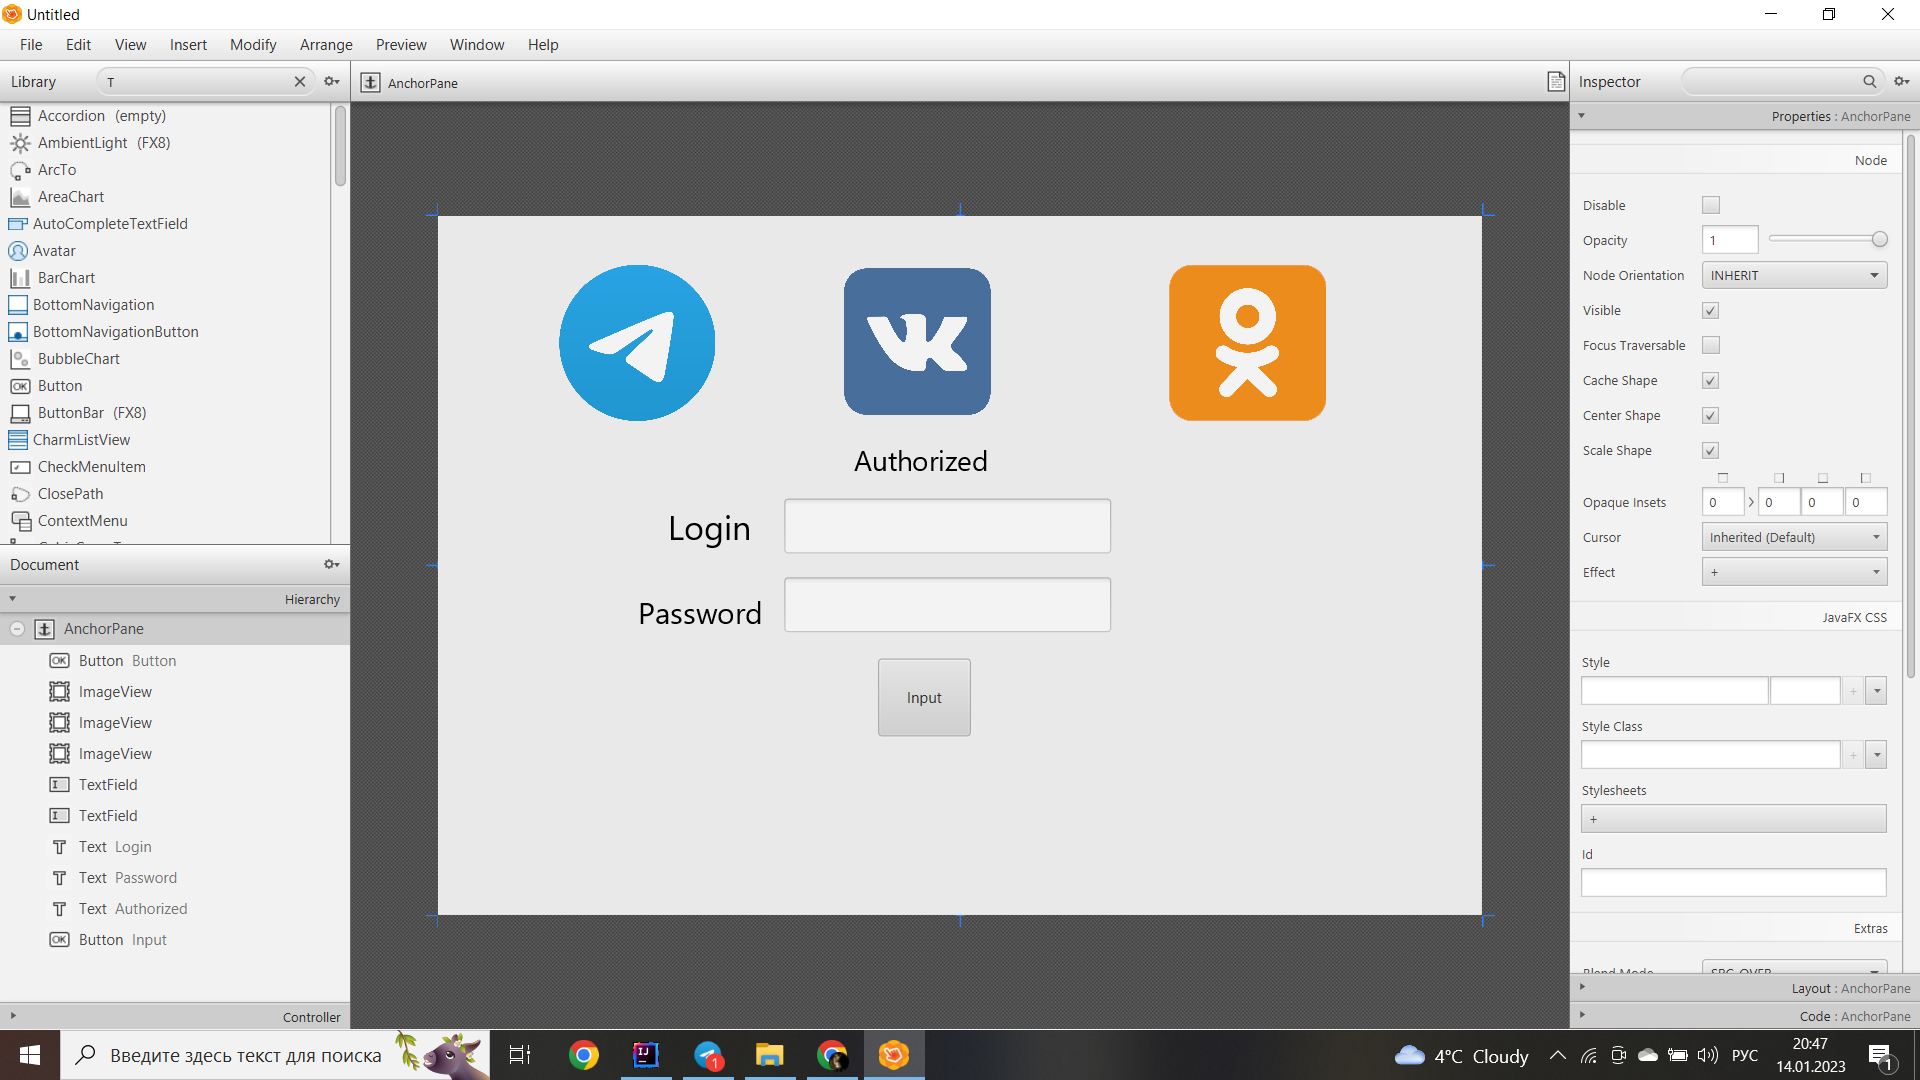 Untitled
File Edit View Insert Modify Arrange Preview Window Help
Library T
AnchorPane
Inspector
Accordion (empty)
AmbientLight (FX8)
ArcTo
AreaChart
AutoCompleteTextField
Avatar
BarChart
BottomNavigation
BottomNavigationButton
BubbleChart
Button
ButtonBar (FX8)
CharmListView
CheckMenuItem
ClosePath
ContextMenu
Document
Hierarchy
AnchorPane
Button Button
ImageView
ImageView
ImageView
TextField
TextField
Text Login
Text Password
Text Authorized
Button Input
Controller
Authorized
Login
Password
Input
Properties : AnchorPane
Node
Disable
Opacity 1
Node Orientation INHERIT
Visible
Focus Traversable
Cache Shape
Center Shape
Scale Shape
Opaque Insets 0 0 0 0
Cursor Inherited (Default)
Effect +
JavaFX CSS
Style
+
Style Class
+
Stylesheets
+
Id
Extras
Blend Mode SRC_OVER
Layout : AnchorPane
Code : AnchorPane
Введите здесь текст для поиска
IJ
1
4°C Cloudy
РУС
20:47
14.01.2023
1